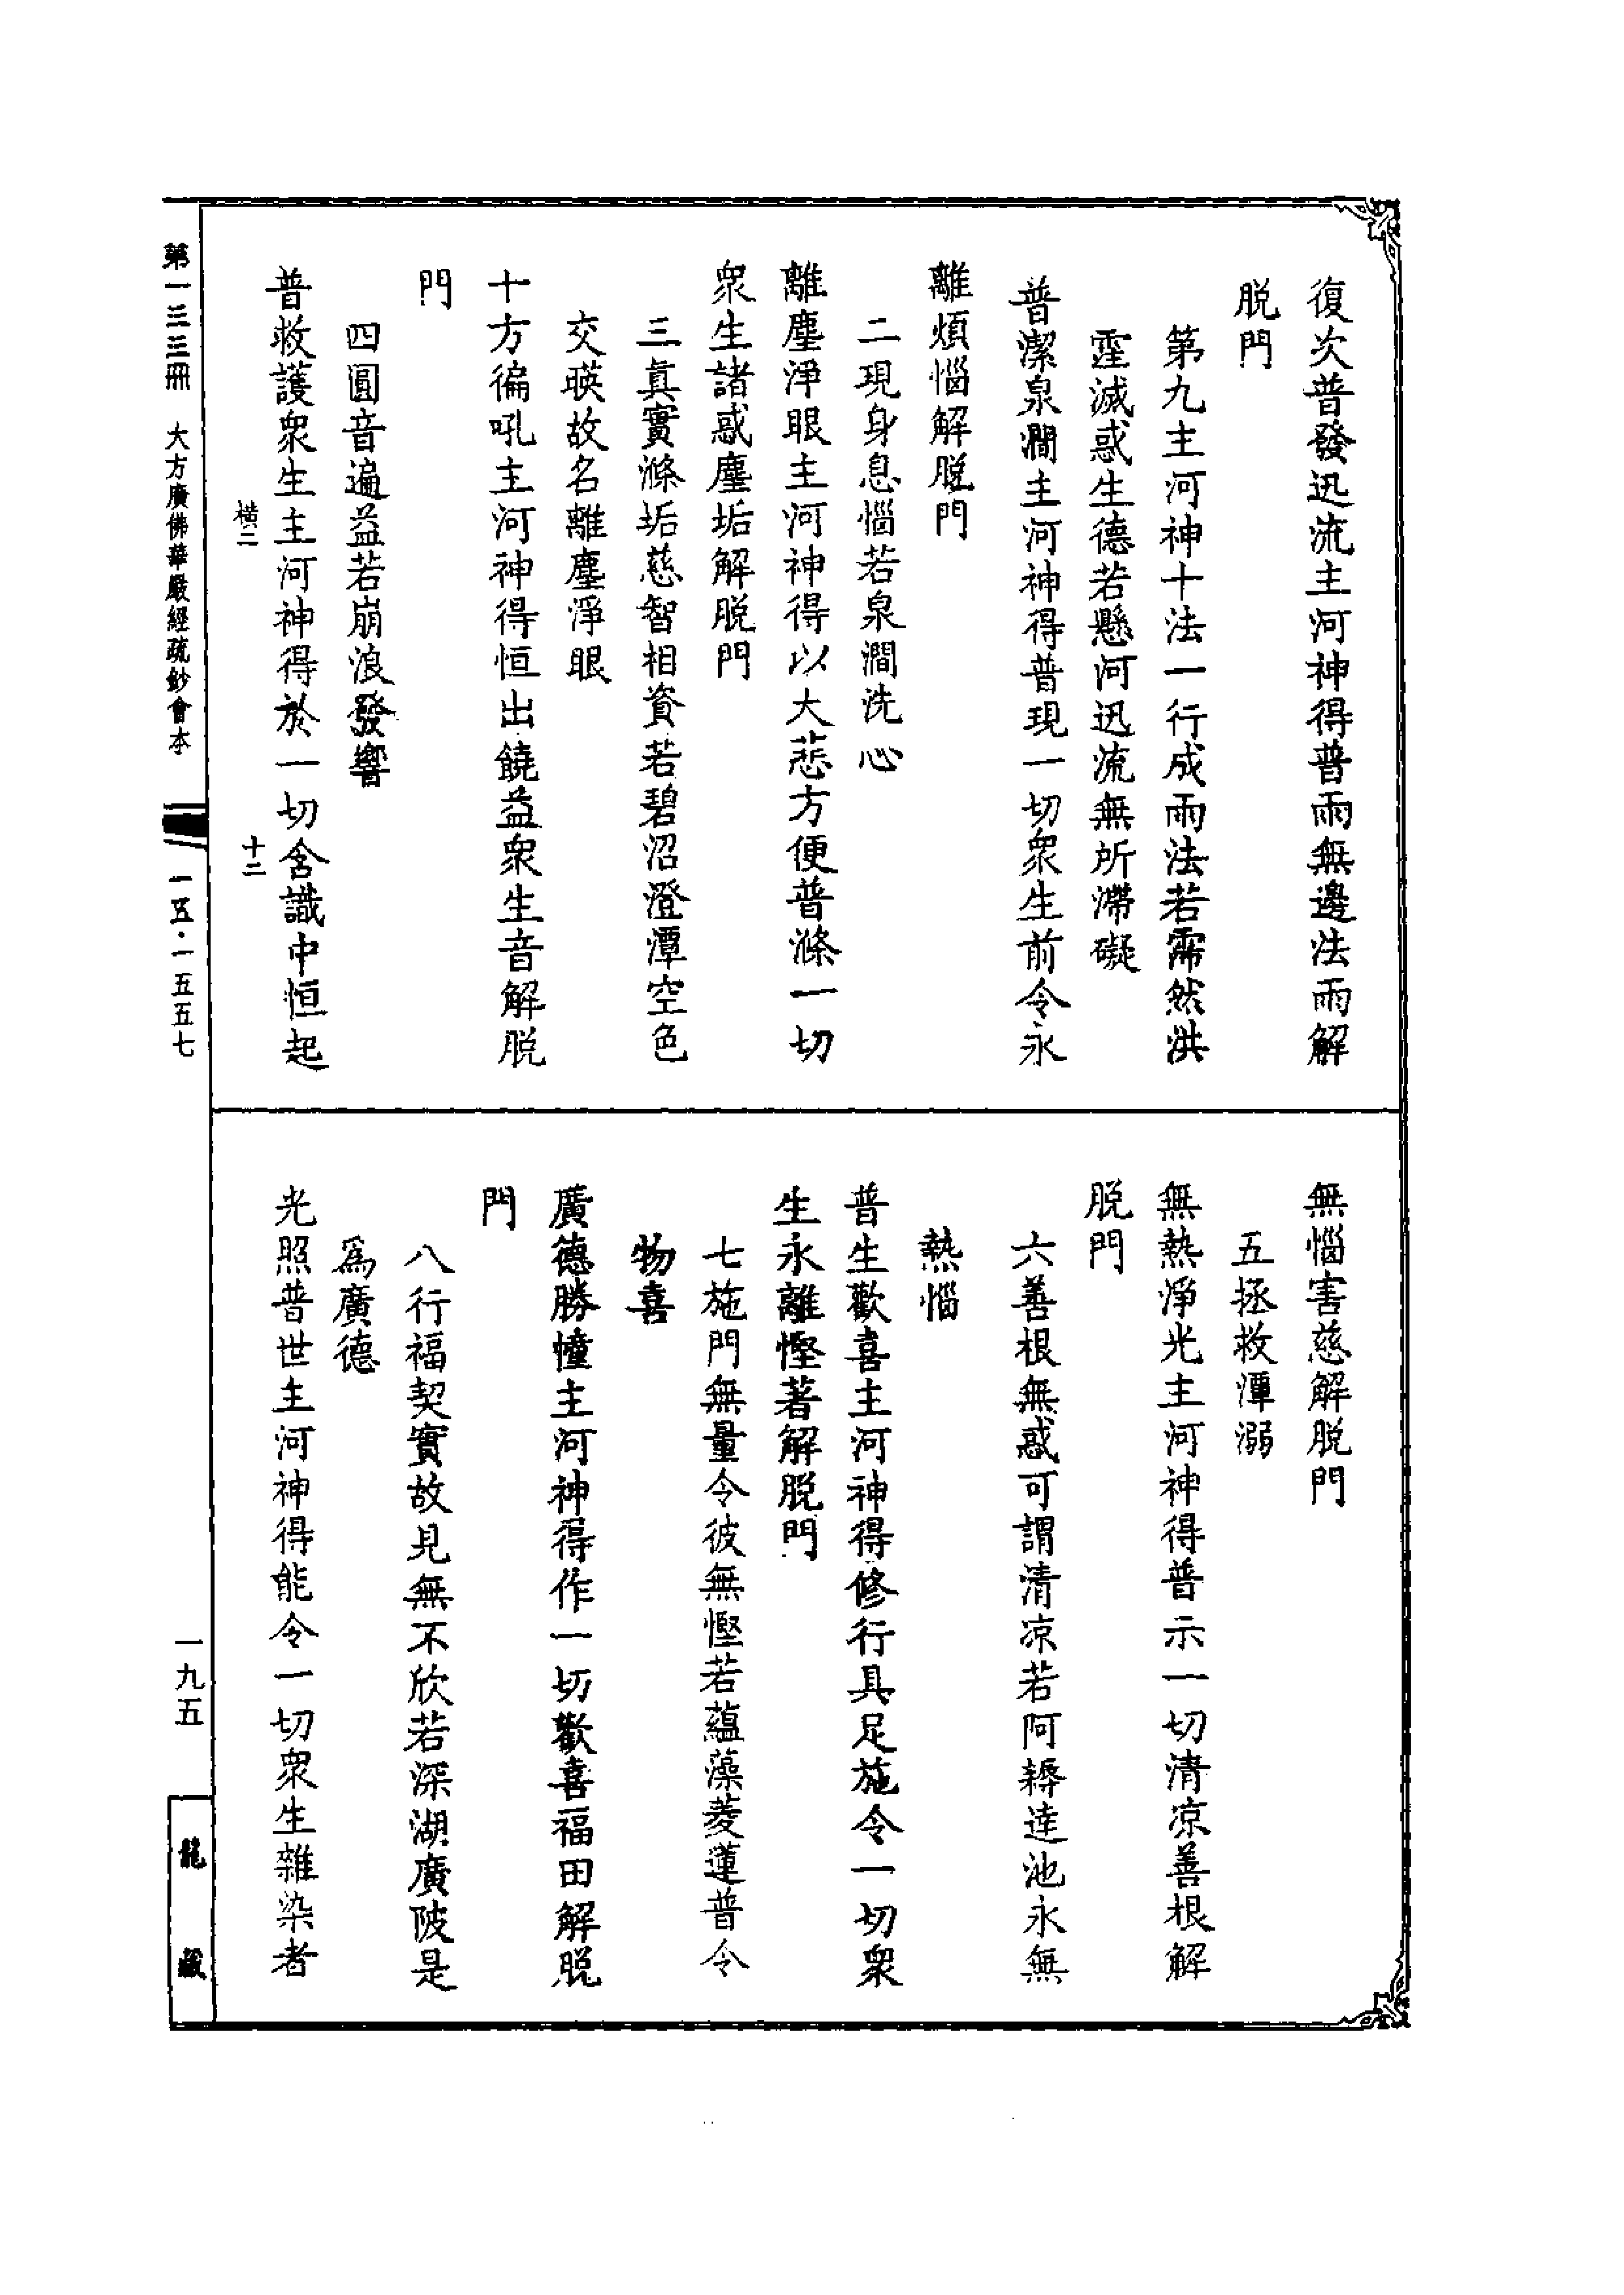 復次普發迅流主河神得普雨無邊法雨解
脱門
第九主河神十法一行成雨法若霈然洪
霔滅惑生德若懸河迅流無所滯礙
普潔泉澗主河神得普現一切衆生前令永
離煩惱解脱門
二現身息惱若泉澗洗心
離塵淨眼主河神得以大悲方便普滌一切
衆生諸惑塵垢解脱門
三真實滌垢慈智相資若碧沼澄潭空色
交暎故名離塵淨眼
十方徧吼主河神得恒出饒益衆生音解脱
門
四圓音遍益若崩浪發響
普救護衆生主河神得於一切含識中恒起
橫二
十二
無惱害慈解脱門
五拯救潭溺
無熱淨光主河神得普示一切清凉善根解
脱門
六善根無惑可謂清凉若阿耨達池永無
熱惱
普生歡喜主河神得修行具足施令一切衆
生永離慳著解脱門
七施門無量令彼無慳若蘊藻菱蓮普令
物喜
廣德勝幢主河神得作一切歡喜福田解脱
門
八行福契實故見無不欣若深湖廣陂是
爲廣德
光照普世主河神得能令一切衆生雜染者
第一三三冊　大方廣佛華嚴經疏鈔會本
一五·一五五七
一九五
龍藏